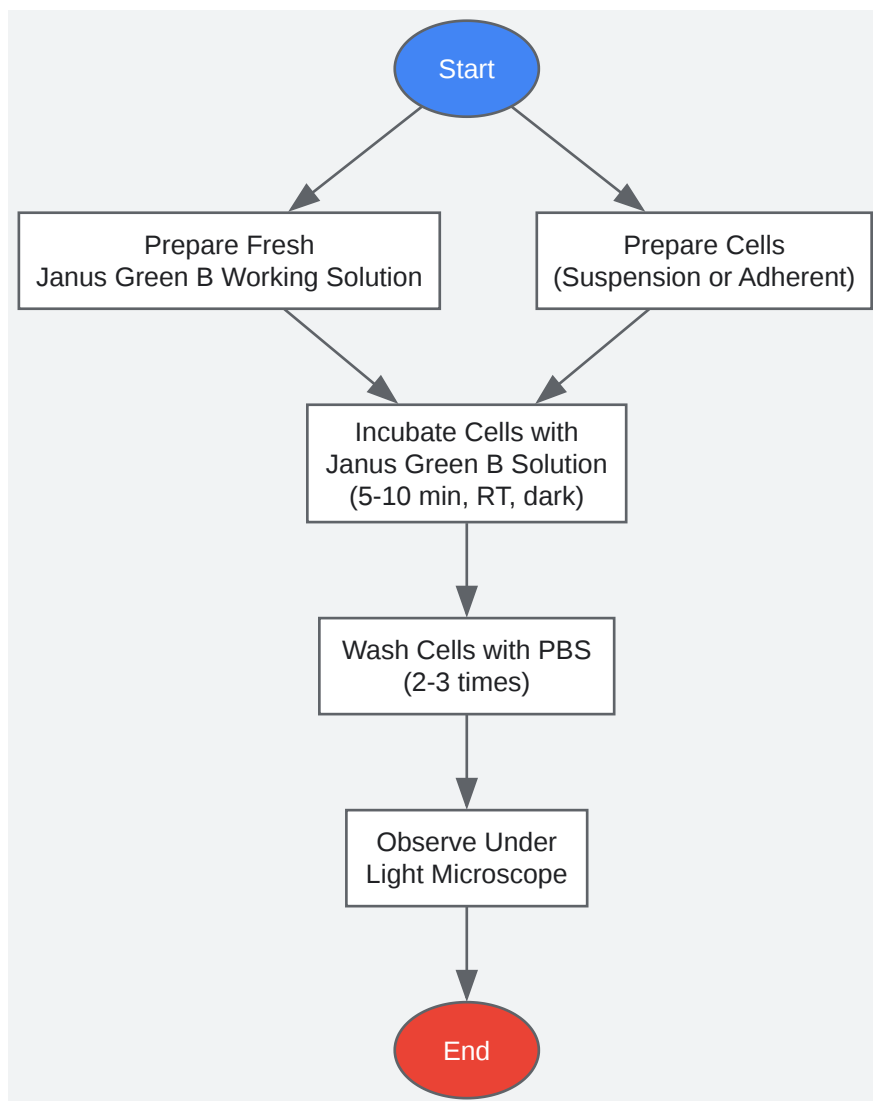 Start
Prepare Fresh
Janus Green B Working Solution
Prepare Cells
(Suspension or Adherent)
Incubate Cells with
Janus Green B Solution
(5-10 min, RT, dark)
Wash Cells with PBS
(2-3 times)
Observe Under
Light Microscope
End